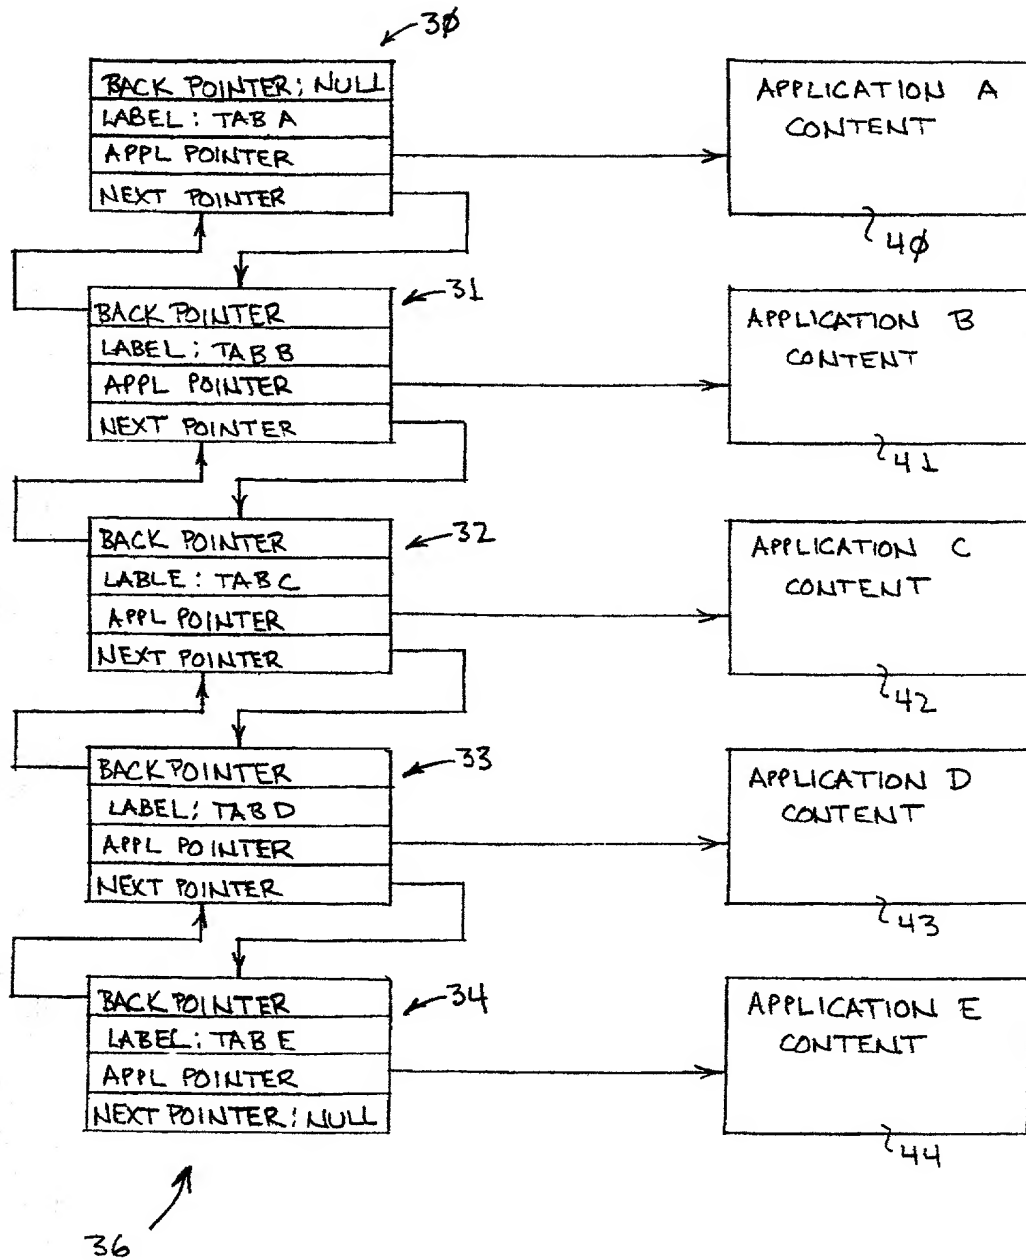 30
BACK POINTER: NULL
LABEL: TAB A
APPL POINTER
NEXT POINTER
APPLICATION A
CONTENT
40
31
BACK POINTER
LABEL: TAB B
APPL POINTER
NEXT POINTER
APPLICATION B
CONTENT
41
32
BACK POINTER
LABLE: TAB C
APPL POINTER
NEXT POINTER
APPLICATION C
CONTENT
42
33
BACK POINTER
LABEL: TAB D
APPL POINTER
NEXT POINTER
APPLICATION D
CONTENT
43
34
BACK POINTER
LABEL: TAB E
APPL POINTER
NEXT POINTER: NULL
APPLICATION E
CONTENT
44
36